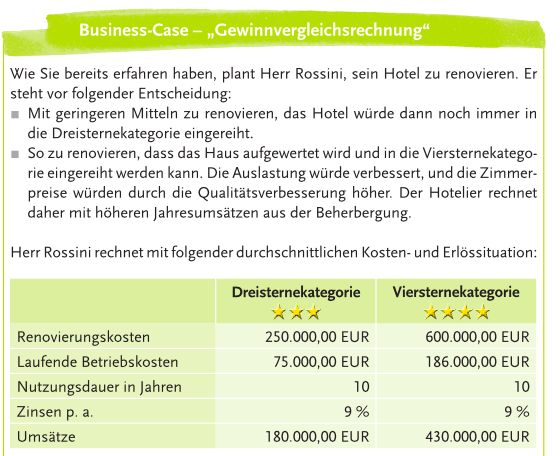 Business-Case – „Gewinnvergleichsrechnung“
Wie Sie bereits erfahren haben, plant Herr Rossini, sein Hotel zu renovieren. Er
steht vor folgender Entscheidung:
■ Mit geringeren Mitteln zu renovieren, das Hotel würde dann noch immer in
die Dreisternekategorie eingereiht.
■ So zu renovieren, dass das Haus aufgewertet wird und in die Viersternekatego-
rie eingereiht werden kann. Die Auslastung würde verbessert, und die Zimmer-
preise würden durch die Qualitätsverbesserung höher. Der Hotelier rechnet
daher mit höheren Jahresumsätzen aus der Beherbergung.
Herr Rossini rechnet mit folgender durchschnittlichen Kosten- und Erlössituation:
Dreisternekategorie Viersternekategorie
Renovierungskosten 250.000,00 EUR 600.000,00 EUR
Laufende Betriebskosten 75.000,00 EUR 186.000,00 EUR
Nutzungsdauer in Jahren 10 10
Zinsen p. a. 9 % 9 %
Umsätze 180.000,00 EUR 430.000,00 EUR